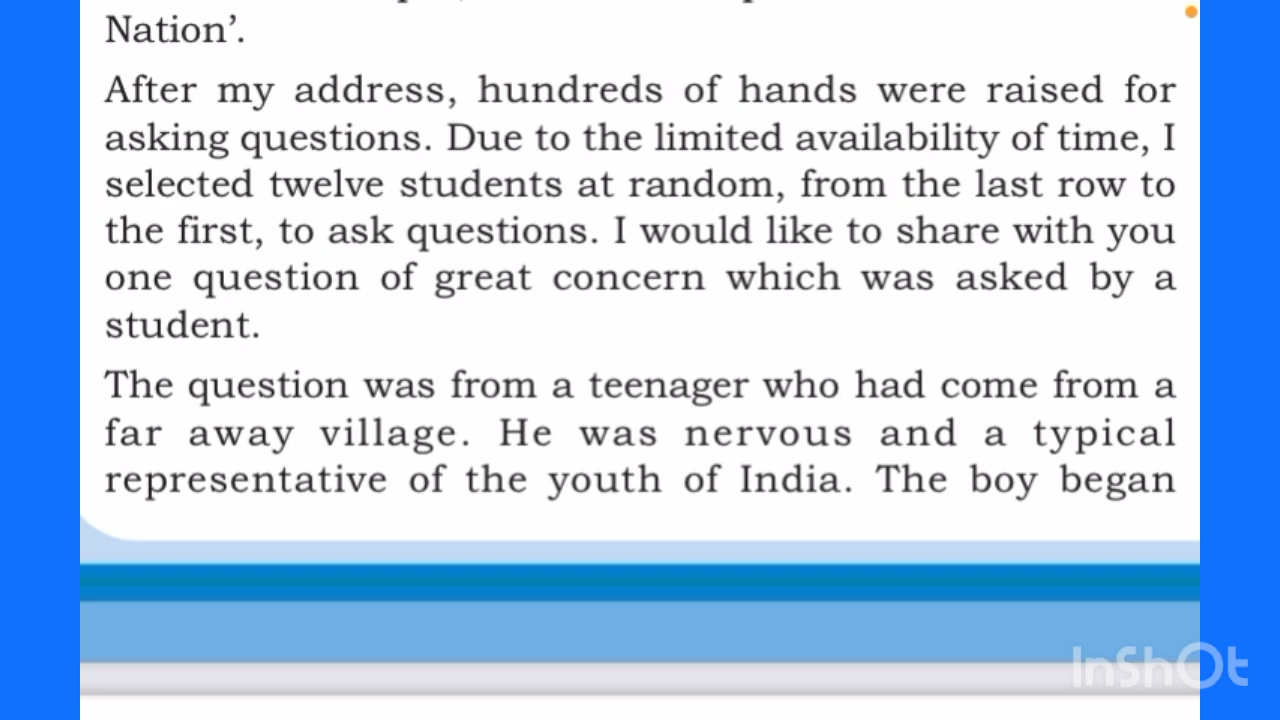 Nation’.
After my address, hundreds of hands were raised for
asking questions. Due to the limited availability of time, I
selected twelve students at random, from the last row to
the first, to ask questions. I would like to share with you
one question of great concern which was asked by a
student.
The question was from a teenager who had come from a
far away village. He was nervous and a typical
representative of the youth of India. The boy began
InShOt